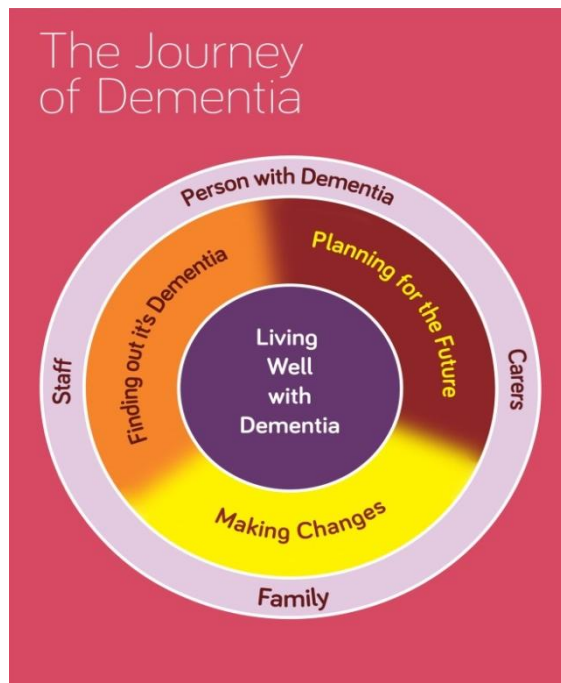 The Journey
of Dementia
Person with Dementia
Planning for the Future
Finding out it's Dementia
Living
Well
with
Dementia
Staff
Carers
Making Changes
Family